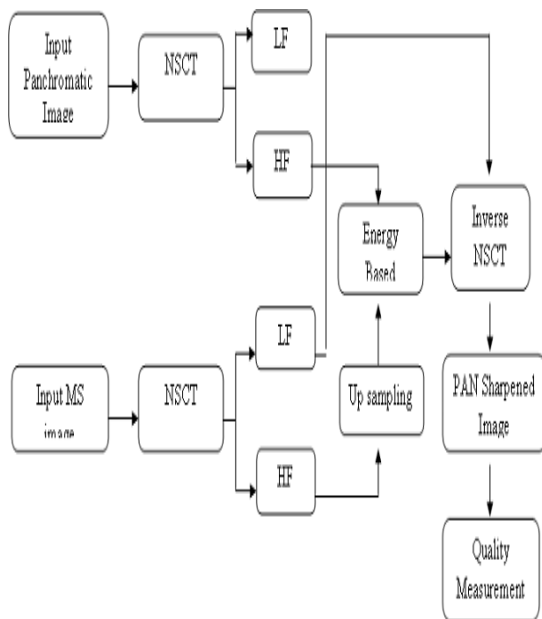 Input
Panchromatic
Image
NSCT
LF
HF
Energy
Based
Inverse
NSCT
LF
Input MS
image
NSCT
Up sampling
PAN Sharpened
Image
HF
Quality
Measurement